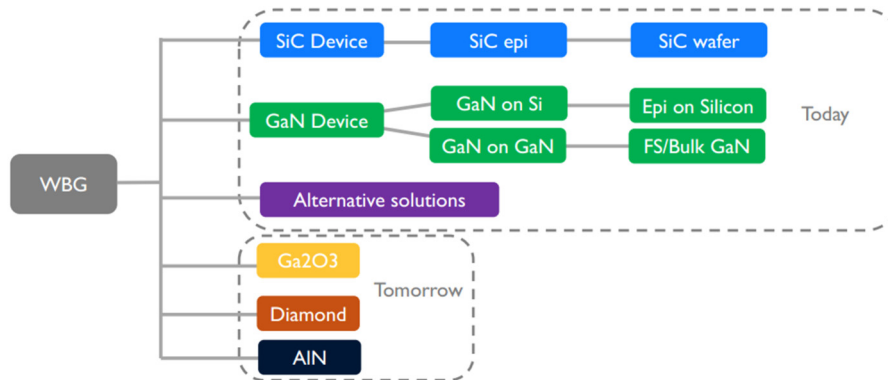 SiC Device
SiC epi
SiC wafer
GaN Device
GaN on Si
Epi on Silicon
GaN on GaN
FS/Bulk GaN
Today
WBG
Alternative solutions
Ga2O3
Tomorrow
Diamond
AlN